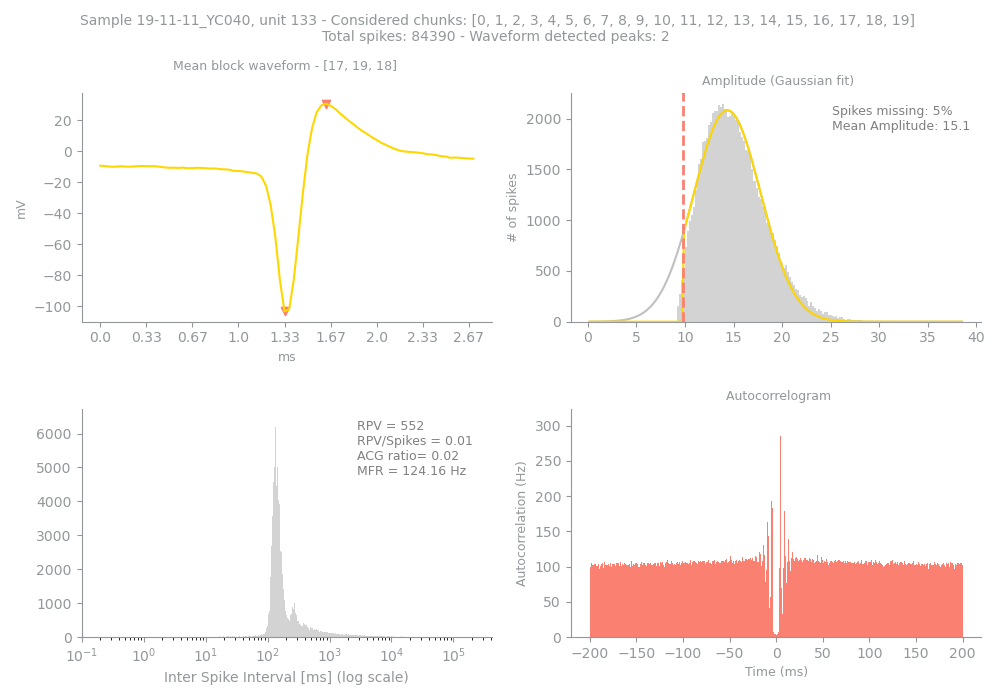 Sample 19-11-11_YC040, unit 133 - Considered chunks: [0, 1, 2, 3, 4, 5, 6, 7, 8, 9, 10, 11, 12, 13, 14, 15, 16, 17, 18, 19]
Total spikes: 84390 - Waveform detected peaks: 2
Mean block waveform - [17, 19, 18]
20
0
−20
−40
−60
−80
−100
mV
0.0 0.33 0.67 1.0 1.33 1.67 2.0 2.33 2.67
ms
Amplitude (Gaussian fit)
Spikes missing: 5%
Mean Amplitude: 15.1
2000
1500
1000
500
0
# of spikes
0 5 10 15 20 25 30 35 40
RPV = 552
RPV/Spikes = 0.01
ACG ratio= 0.02
MFR = 124.16 Hz
6000
5000
4000
3000
2000
1000
0
10⁻¹ 10⁰ 10¹ 10² 10³ 10⁴ 10⁵
Inter Spike Interval [ms] (log scale)
Autocorrelogram
300
250
200
150
100
50
0
Autocorrelation (Hz)
−200 −150 −100 −50 0 50 100 150 200
Time (ms)